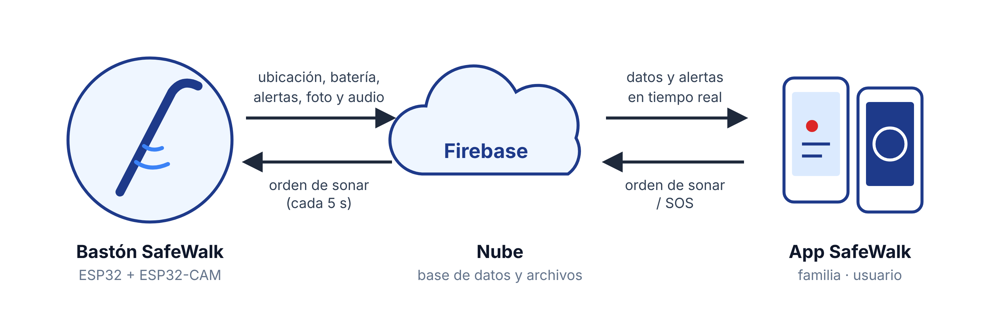 ubicación, batería,
alertas, foto y audio
datos y alertas
en tiempo real
Firebase
orden de sonar
(cada 5 s)
orden de sonar
/ SOS
Bastón SafeWalk
ESP32 + ESP32-CAM
Nube
base de datos y archivos
App SafeWalk
familia · usuario